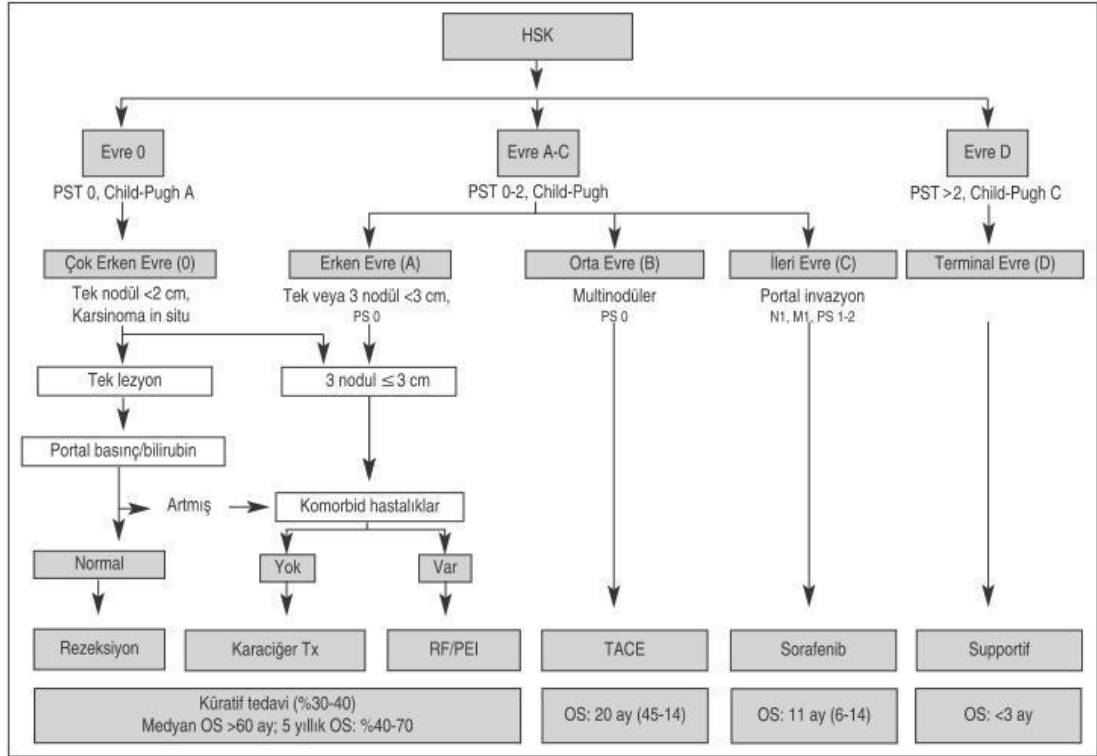 HSK
Evre 0
PST 0, Child-Pugh A
Evre A-C
PST 0-2, Child-Pugh
Evre D
PST >2, Child-Pugh C
Çok Erken Evre (0)
Tek nodül <2 cm,
Karsinoma in situ
Erken Evre (A)
Tek veya 3 nodül <3 cm,
PS 0
Orta Evre (B)
Multinodüler
PS 0
İleri Evre (C)
Portal invazyon
N1, M1, PS 1-2
Terminal Evre (D)
Tek lezyon
3 nodul ≤ 3 cm
Portal basınç/bilirubin
Artmış
Komorbid hastalıklar
Normal
Yok
Var
Rezeksiyon
Karaciğer Tx
RF/PEI
TACE
Sorafenib
Supportif
Küratif tedavi (%30-40)
Medyan OS >60 ay; 5 yıllık OS: %40-70
OS: 20 ay (45-14)
OS: 11 ay (6-14)
OS: <3 ay